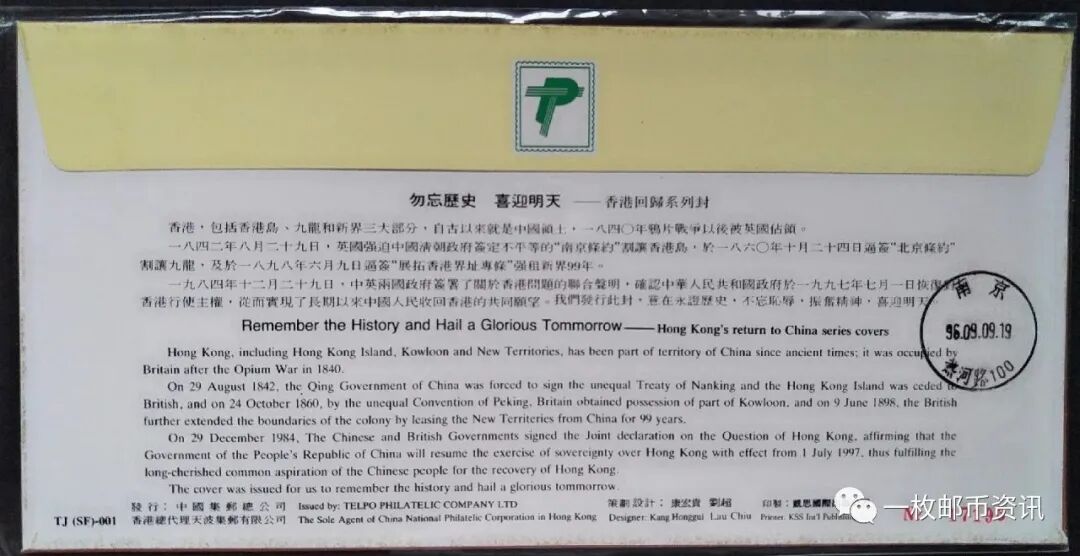 勿忘歷史 喜迎明天 ——香港回歸系列封
香港，包括香港島、九龍和新界三大部分，自古以來就是中國領土，一八四〇年鴉片戰爭以後被英國佔領。
一八四二年八月二十九日，英國强迫中國清朝政府簽定不平等的“南京條約”割讓香港島，於一八六〇年十月二十四日逼簽“北京條約”
割讓九龍，及於一八九八年六月九日逼簽“展拓香港界址專條”强租新界99年。
一九八四年十二月二十九日，中英兩國政府簽署了關於香港問題的聯合聲明，確認中華人民共和國政府於一九九七年七月一日恢復對
香港行使主權，從而實現了長期以來中國人民收回香港的共同願望。我們發行此封，意在永證歷史，不忘恥辱，振奮精神，喜迎明天
Remember the History and Hail a Glorious Tommorrow — Hong Kong's return to China series covers
Hong Kong, including Hong Kong Island, Kowloon and New Territories, has been part of territory of China since ancient times; it was occupied by
Britain after the Opium War in 1840.
On 29 August 1842, the Qing Government of China was forced to sign the unequal Treaty of Nanking and the Hong Kong Island was ceded to
British, and on 24 October 1860, by the unequal Convention of Peking, Britain obtained possession of part of Kowloon, and on 9 June 1898, the British
further extended the boundaries of the colony by leasing the New Territeries from China for 99 years.
On 29 December 1984, The Chinese and British Governments signed the Joint declaration on the Question of Hong Kong, affirming that the
Government of the People's Republic of China will resume the exercise of sovereignty over Hong Kong with effect from 1 July 1997, thus fulfilling the
long-cherished common aspiration of the Chinese people for the recovery of Hong Kong.
The cover was issued for us to remember the history and hail a glorious tommorrow.
南京
96.09.09.19
河路100
TJ (SF)-001
發行：中國集郵總公司 Issued by: TELPO PHILATELIC COMPANY LTD
香港總代理天波集郵有限公司 The Sole Agent of China National Philatelic Corporation in Hong Kong
策劃設計：康宏貴 劉超
Designer: Kang Honggui Lau Chiu
印製：凱思國際
Printer: KSS Int'l Publish
一枚邮币资讯